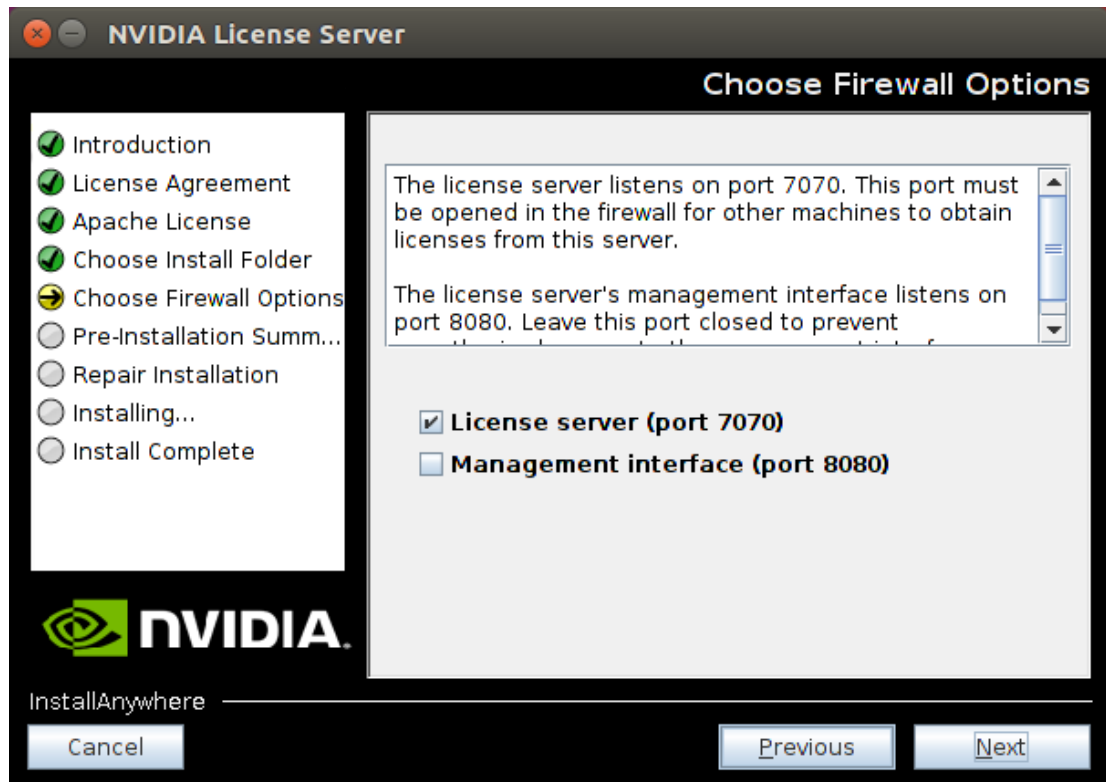 NVIDIA License Server
Choose Firewall Options
Introduction
License Agreement
Apache License
Choose Install Folder
Choose Firewall Options
Pre-Installation Summ...
Repair Installation
Installing...
Install Complete
The license server listens on port 7070. This port must
be opened in the firewall for other machines to obtain
licenses from this server.
The license server's management interface listens on
port 8080. Leave this port closed to prevent
License server (port 7070)
Management interface (port 8080)
NVIDIA.
InstallAnywhere
Cancel
Previous
Next